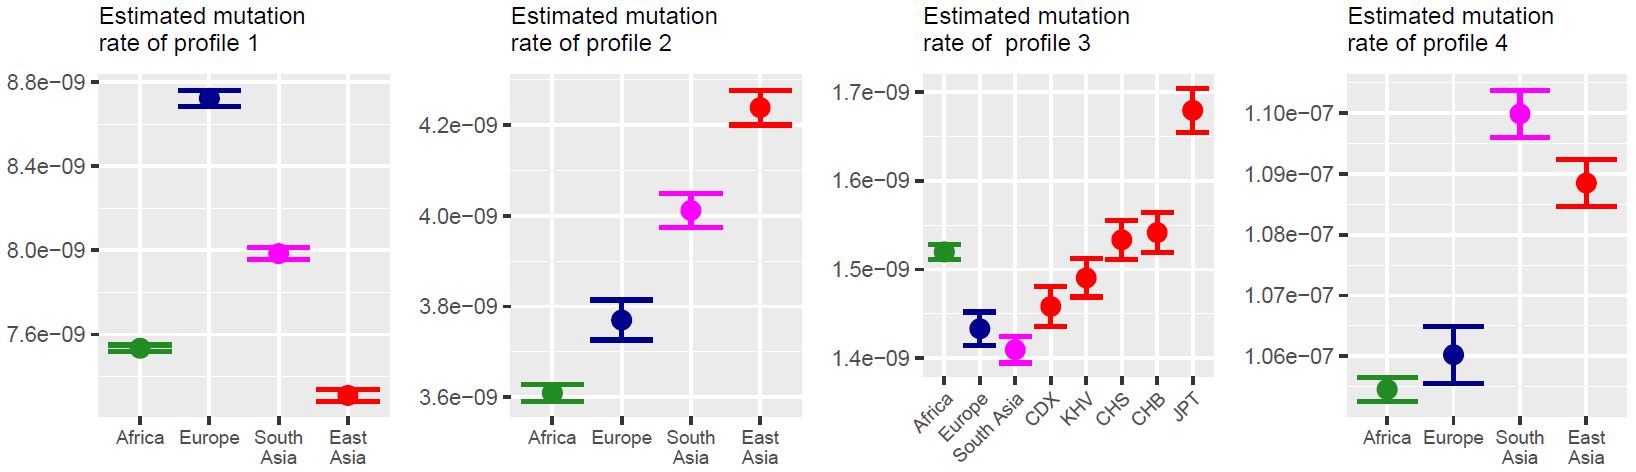 Estimated mutation
rate of profile 1
8.8e−09
8.4e−09
8.0e−09
7.6e−09
Africa
Europe
South
Asia
East
Asia
Estimated mutation
rate of profile 2
4.2e−09
4.0e−09
3.8e−09
3.6e−09
Africa
Europe
South
Asia
East
Asia
Estimated mutation
rate of  profile 3
1.7e−09
1.6e−09
1.5e−09
1.4e−09
Africa
Europe
South Asia
CDX
KHV
CHS
CHB
JPT
Estimated mutation
rate of profile 4
1.10e−07
1.09e−07
1.08e−07
1.07e−07
1.06e−07
Africa
Europe
South
Asia
East
Asia